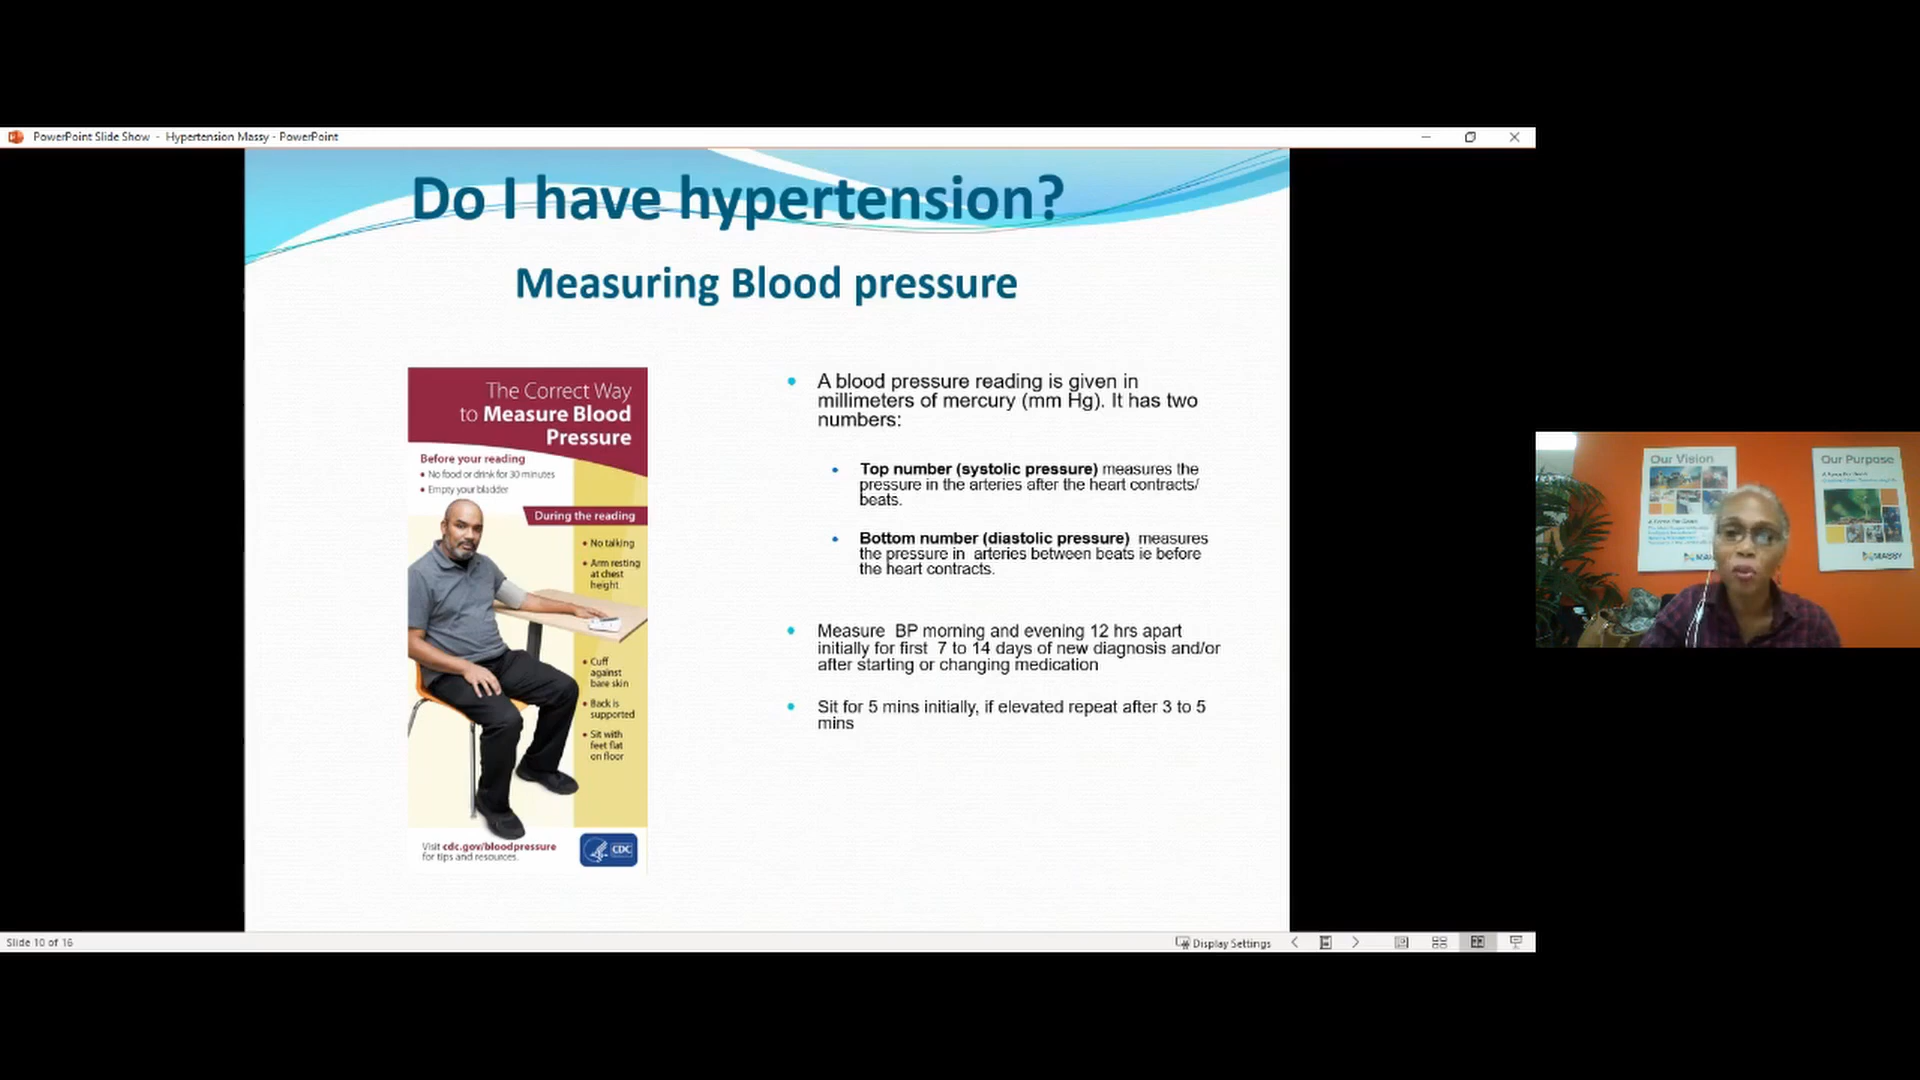 PowerPoint Slide Show - Hypertension Massy - PowerPoint
Do I have hypertension?
Measuring Blood pressure
The Correct Way
to Measure Blood
Pressure
Before your reading
• No food or drink for 30 minutes
• Empty your bladder
During the reading
• No talking
• Arm resting
at chest
height
• Cuff
against
bare skin
• Back is
supported
• Sit with
feet flat
on floor
Visit cdc.gov/bloodpressure
for tips and resources.
CDC
• A blood pressure reading is given in
millimeters of mercury (mm Hg). It has two
numbers:
• Top number (systolic pressure) measures the
pressure in the arteries after the heart contracts/
beats.
• Bottom number (diastolic pressure) measures
the pressure in arteries between beats ie before
the heart contracts.
• Measure BP morning and evening 12 hrs apart
initially for first 7 to 14 days of new diagnosis and/or
after starting or changing medication
• Sit for 5 mins initially, if elevated repeat after 3 to 5
mins
Our Vision
A Force For Good
Our Purpose
A Force For Good
MASSY
Slide 10 of 16
Display Settings